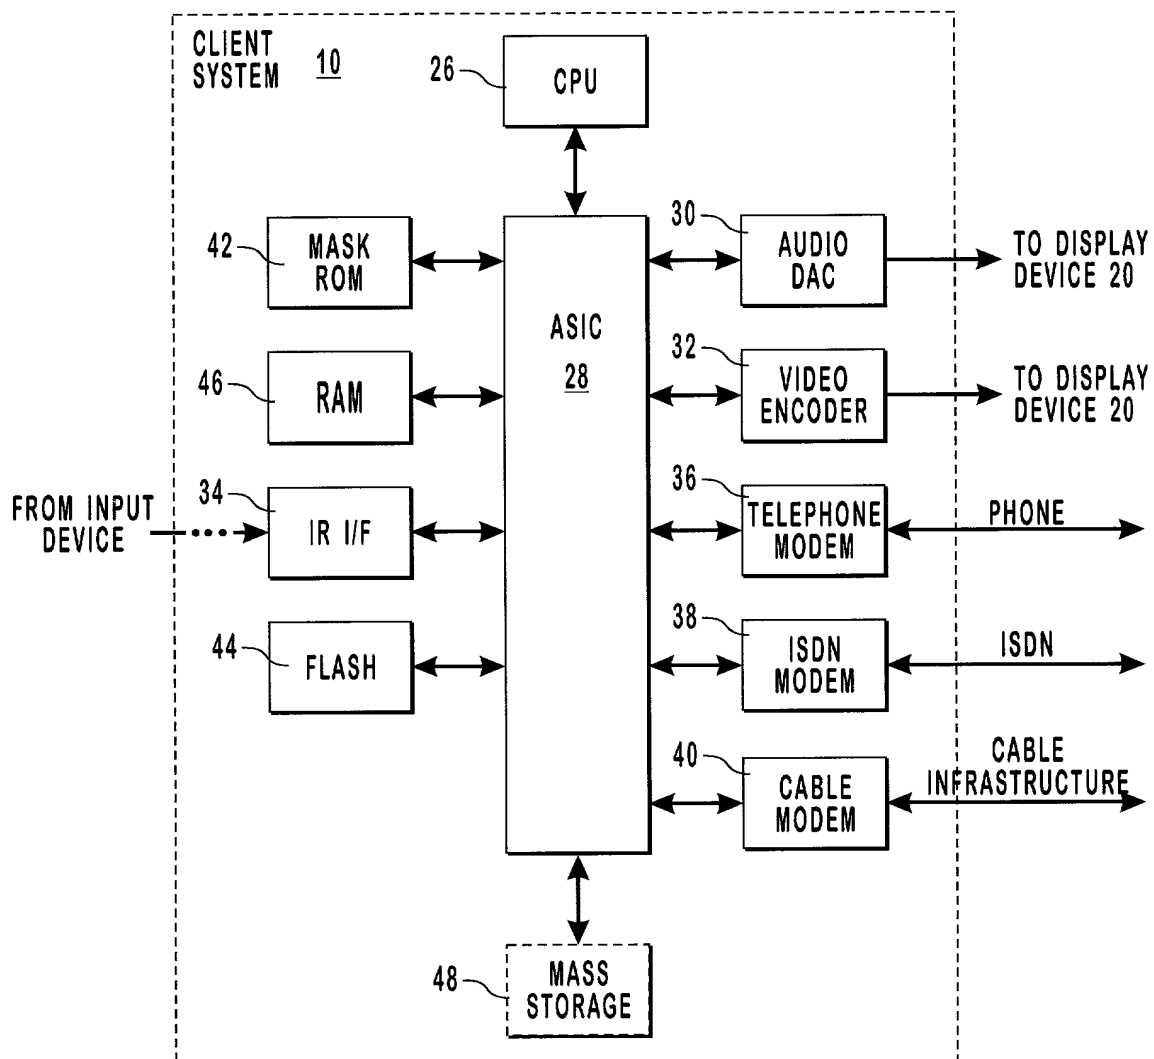 CLIENT
SYSTEM 10
26
CPU
42
MASK
ROM
30
AUDIO
DAC
TO DISPLAY
DEVICE 20
ASIC
28
46
RAM
32
VIDEO
ENCODER
TO DISPLAY
DEVICE 20
FROM INPUT
DEVICE
34
IR I/F
36
TELEPHONE
MODEM
PHONE
44
FLASH
38
ISDN
MODEM
ISDN
40
CABLE
MODEM
CABLE
INFRASTRUCTURE
48
MASS
STORAGE